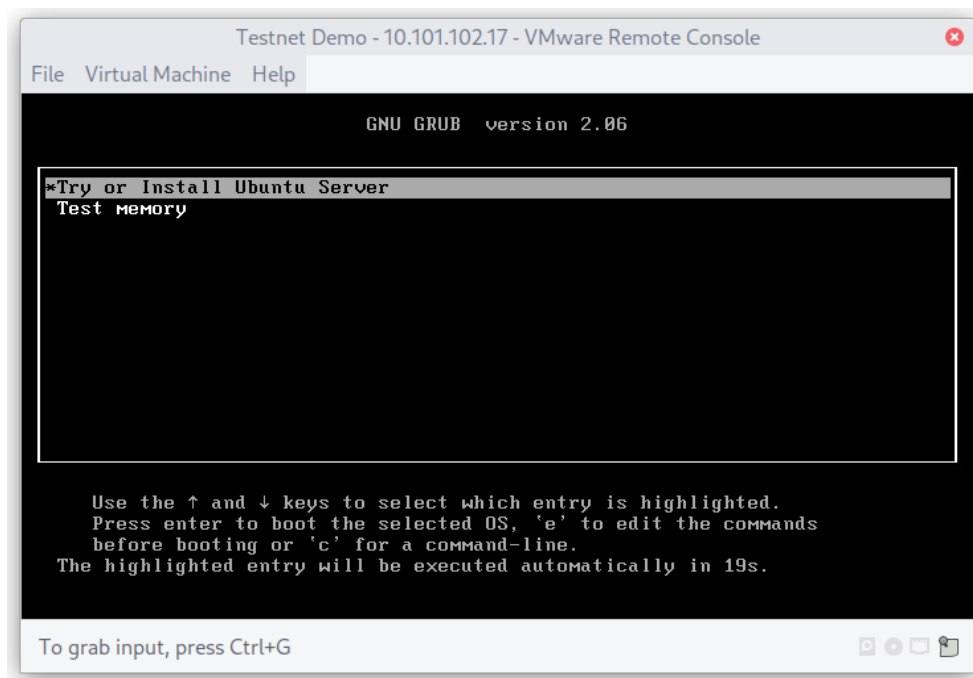 Testnet Demo - 10.101.102.17 - VMware Remote Console
File Virtual Machine Help
GNU GRUB version 2.06
*Try or Install Ubuntu Server
Test memory
Use the ↑ and ↓ keys to select which entry is highlighted.
Press enter to boot the selected OS, `e' to edit the commands
before booting or `c' for a command-line.
The highlighted entry will be executed automatically in 19s.
To grab input, press Ctrl+G